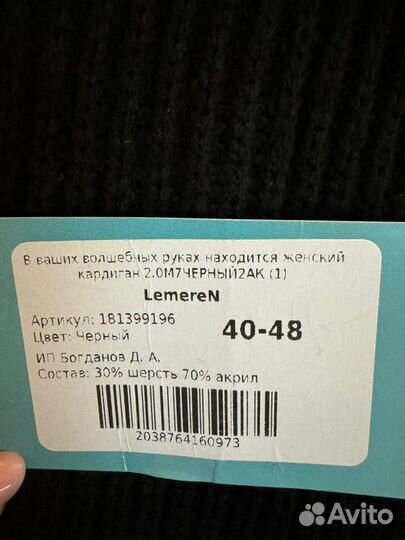 В ваших волшебных руках находится женский
кардиган 2.0М7ЧЕРНЫЙ2АК (1)
LemereN
Артикул: 181399196
Цвет: Черный
40-48
ИП Богданов Д. А.
Состав: 30% шерсть 70% акрил
2038764160973
Avito